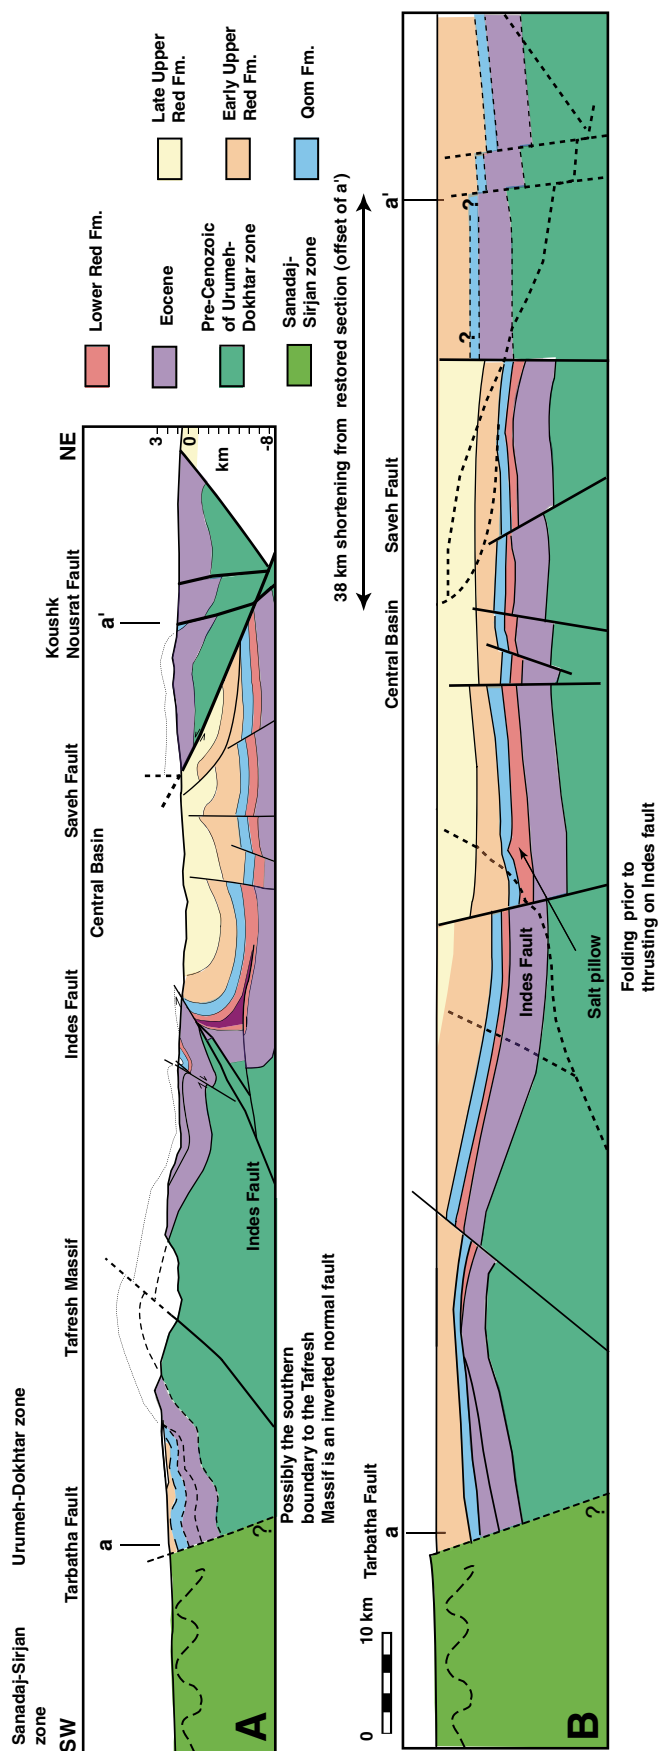 Sanadaj-Sirjan
zone
Urumeh-Dokhtar zone
SW
Tarbatha Fault
Tafresh Massif
Indes Fault
Central Basin
Saveh Fault
Koushk
Nousrat Fault
NE
a
a'
3
0
km
-8
Indes Fault
?
A
Possibly the southern
boundary to the Tafresh
Massif is an inverted normal fault
Lower Red Fm.
Eocene
Pre-Cenozoic
of Urumeh-
Dokhtar zone
Sanadaj-
Sirjan zone
Late Upper
Red Fm.
Early Upper
Red Fm.
Qom Fm.
38 km shortening from restored section (offset of a')
0
10 km
Tarbatha Fault
a
Central Basin
Saveh Fault
a'
?
?
Indes Fault
Salt pillow
?
B
Folding prior to
thrusting on Indes fault